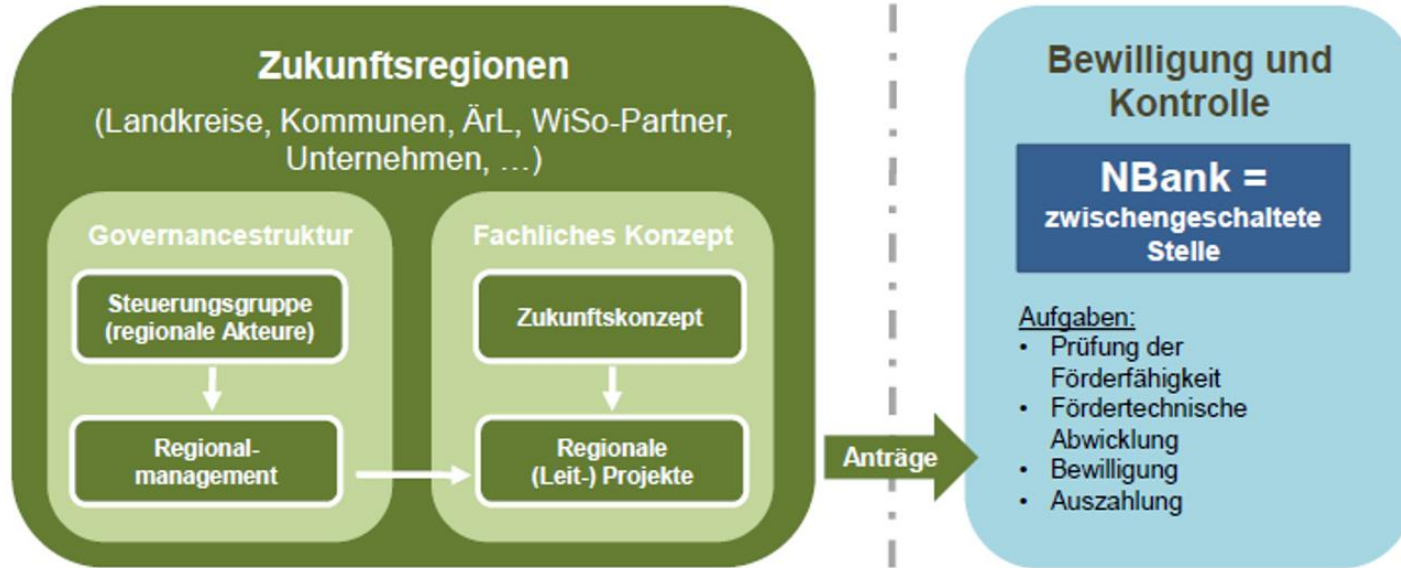 Zukunftsregionen
(Landkreise, Kommunen, ÄrL, WiSo-Partner,
Unternehmen, …)
Governancestruktur
Steuerungsgruppe
(regionale Akteure)
Regional-
management
Fachliches Konzept
Zukunftskonzept
Regionale
(Leit-) Projekte
Anträge
Bewilligung und
Kontrolle
NBank =
zwischengeschaltete
Stelle
Aufgaben:
• Prüfung der
Förderfähigkeit
• Fördertechnische
Abwicklung
• Bewilligung
• Auszahlung